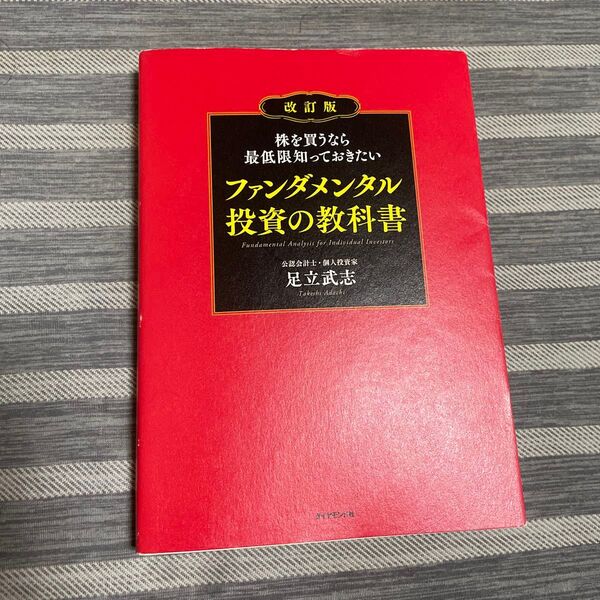 改訂版
株を買うなら
最低限知っておきたい
ファンダメンタル
投資の教科書
Fundamental Analysis for Individual Investors
公認会計士・個人投資家
足立武志
Takeshi Adachi
ダイヤモンド社